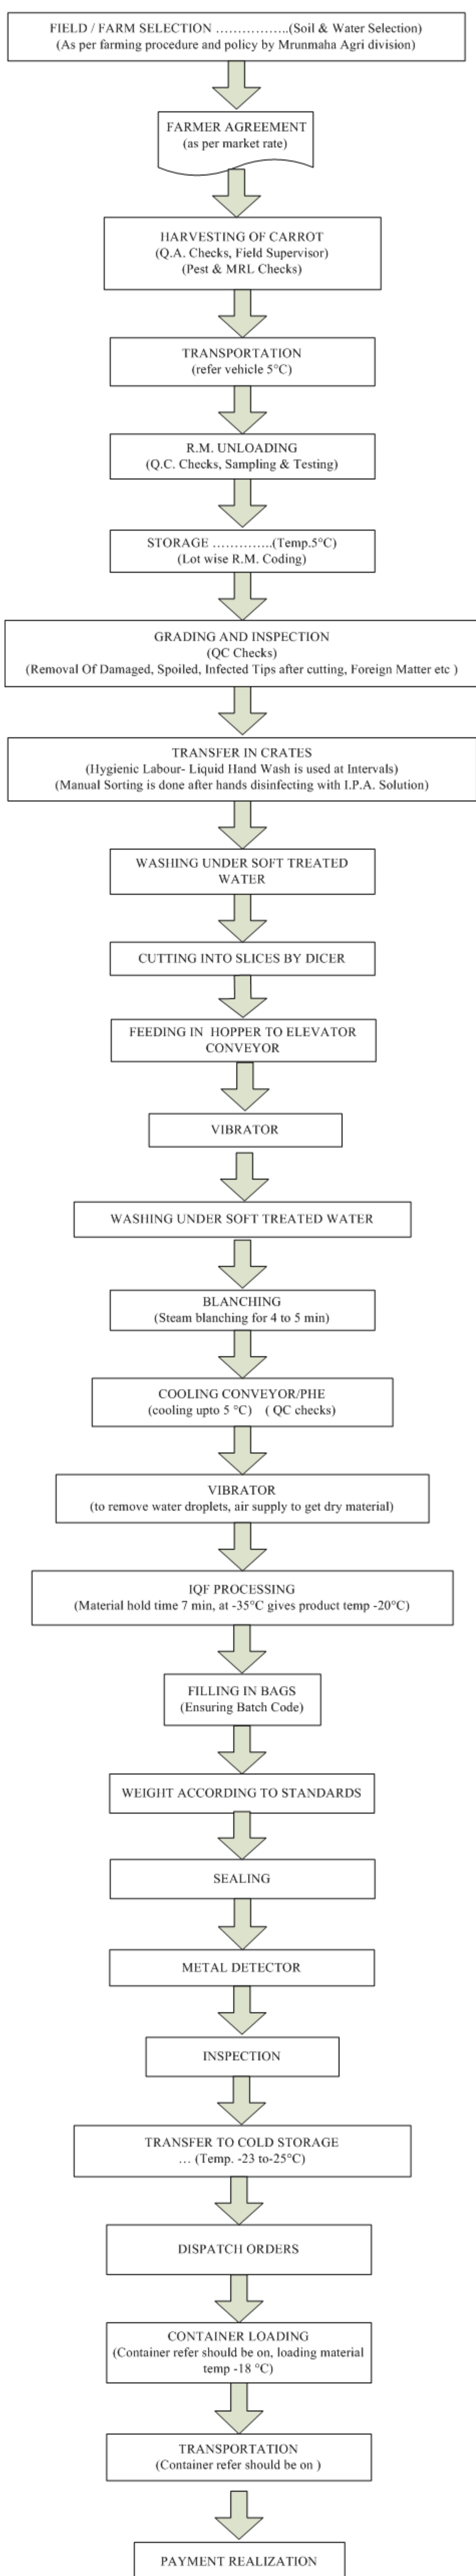 FIELD / FARM SELECTION ……………..(Soil & Water Selection)
(As per farming procedure and policy by Mrunmaha Agri division)
FARMER AGREEMENT
(as per market rate)
HARVESTING OF CARROT
(Q.A. Checks, Field Supervisor)
(Pest & MRL Checks)
TRANSPORTATION
(refer vehicle 5°C)
R.M. UNLOADING
(Q.C. Checks, Sampling & Testing)
STORAGE …………..(Temp.5°C)
(Lot wise R.M. Coding)
GRADING AND INSPECTION
(QC Checks)
(Removal Of Damaged, Spoiled, Infected Tips after cutting, Foreign Matter etc )
TRANSFER IN CRATES
(Hygienic Labour- Liquid Hand Wash is used at Intervals)
(Manual Sorting is done after hands disinfecting with I.P.A. Solution)
WASHING UNDER SOFT TREATED
WATER
CUTTING INTO SLICES BY DICER
FEEDING IN HOPPER TO ELEVATOR
CONVEYOR
VIBRATOR
WASHING UNDER SOFT TREATED WATER
BLANCHING
(Steam blanching for 4 to 5 min)
COOLING CONVEYOR/PHE
(cooling upto 5 °C) ( QC checks)
VIBRATOR
(to remove water droplets, air supply to get dry material)
IQF PROCESSING
(Material hold time 7 min, at -35°C gives product temp -20°C)
FILLING IN BAGS
(Ensuring Batch Code)
WEIGHT ACCORDING TO STANDARDS
SEALING
METAL DETECTOR
INSPECTION
TRANSFER TO COLD STORAGE
… (Temp. -23 to-25°C)
DISPATCH ORDERS
CONTAINER LOADING
(Container refer should be on, loading material
temp -18 °C)
TRANSPORTATION
(Container refer should be on )
PAYMENT REALIZATION